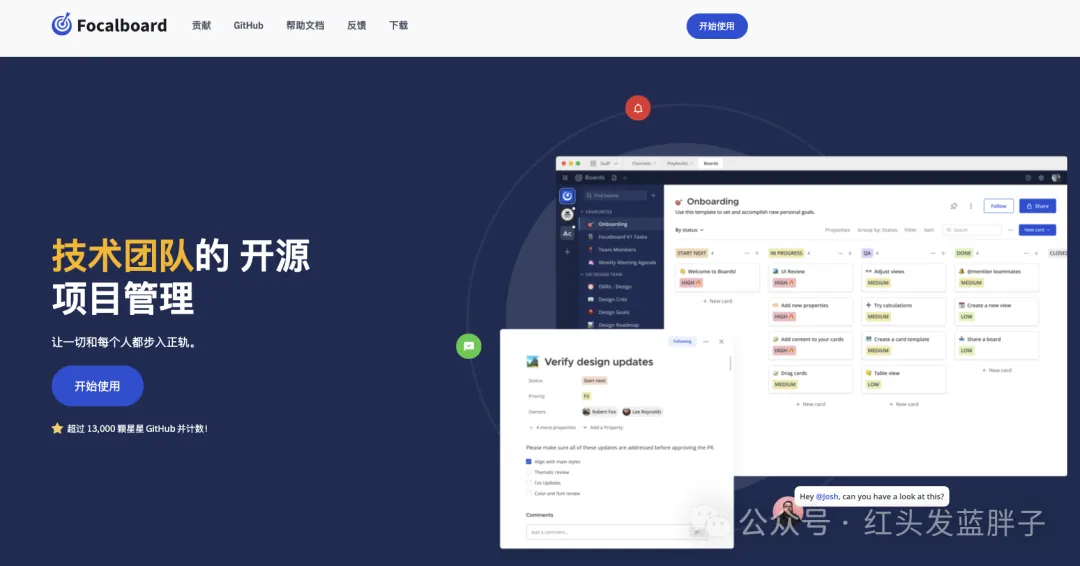 Focalboard
贡献
GitHub
帮助文档
反馈
下载
开始使用
技术团队的 开源
项目管理
让一切和每个人都步入正轨。
开始使用
超过 13,000 颗星星 GitHub 并计数!
Staff
Channels
Playbooks
Boards
Boards
Find boards
FAVOURITES
Onboarding
Focalboard V1 Tasks
Team Members
Weekly Meeting Agenda
UX DESIGN TEAM
OKRs - Design
Design Crits
Design Goals
Design Roadmap
Ac
Onboarding
Use this template to set and accomplish new personal goals.
Follow
Share
By status
Properties
Group by: Status
Filter
Sort
Search
New card
START NEXT 4
IN PROGRESS 4
QA 4
DONE 4
CLOSED
Welcome to Boards!
HIGH
+ New card
UI Review
HIGH
Add new properties
HIGH
Add content to your cards
HIGH
Drag cards
MEDIUM
+ New card
Adjust views
MEDIUM
Try calculations
MEDIUM
Create a card template
MEDIUM
Table view
LOW
+ New card
@mention teammates
MEDIUM
Create a new view
LOW
Share a board
LOW
+ New card
Following
Verify design updates
Status
Start next
Priority
Owners
Robert Fox
Lee Reynolds
+ 4 more properties
+ Add a Property
Please make sure all of these updates are addressed before approving the PR.
Align with main styles
Thematic review
Css Updates
Color and font review
Comments
Add a comment...
Hey @Josh, can you have a look at this?
公众号 · 红头发蓝胖子